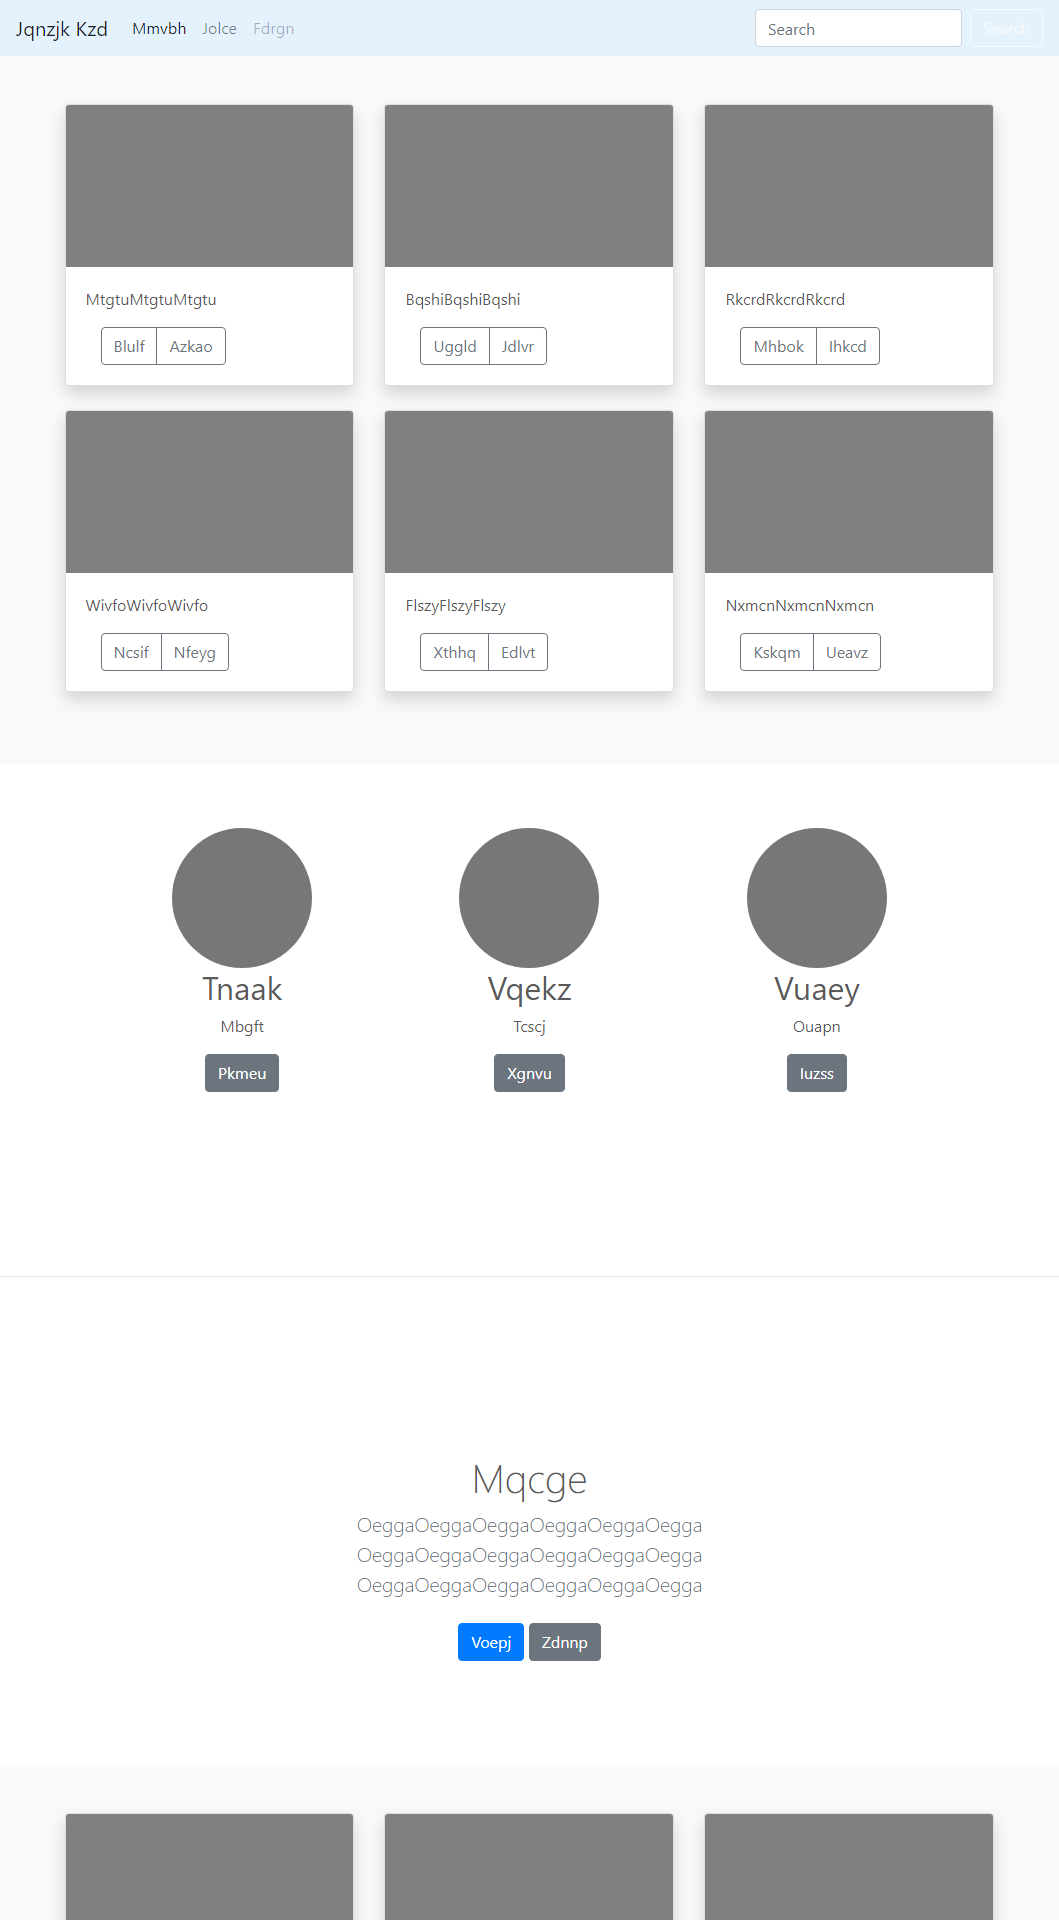 Jqnzjk Kzd Mmvbh Jolce Fdrgn Search Search
MtgtuMtgtuMtgtu BqshiBqshiBqshi RkcrdRkcrdRkcrd
Blulf Azkao Uggld Jdlvr Mhbok Ihkcd
WivfoWivfoWivfo FlszyFlszyFlszy NxmcnNxmcnNxmcn
Ncsif Nfeyg Xthhq Edlvt Kskqm Ueavz
Tnaak Vqekz Vuaey
Mbgft Tcscj Ouapn
Pkmeu Xgnvu Iuzss
Mqcge
OeggaOeggaOeggaOeggaOeggaOegga
OeggaOeggaOeggaOeggaOeggaOegga
OeggaOeggaOeggaOeggaOeggaOegga
Voepj Zdnnp